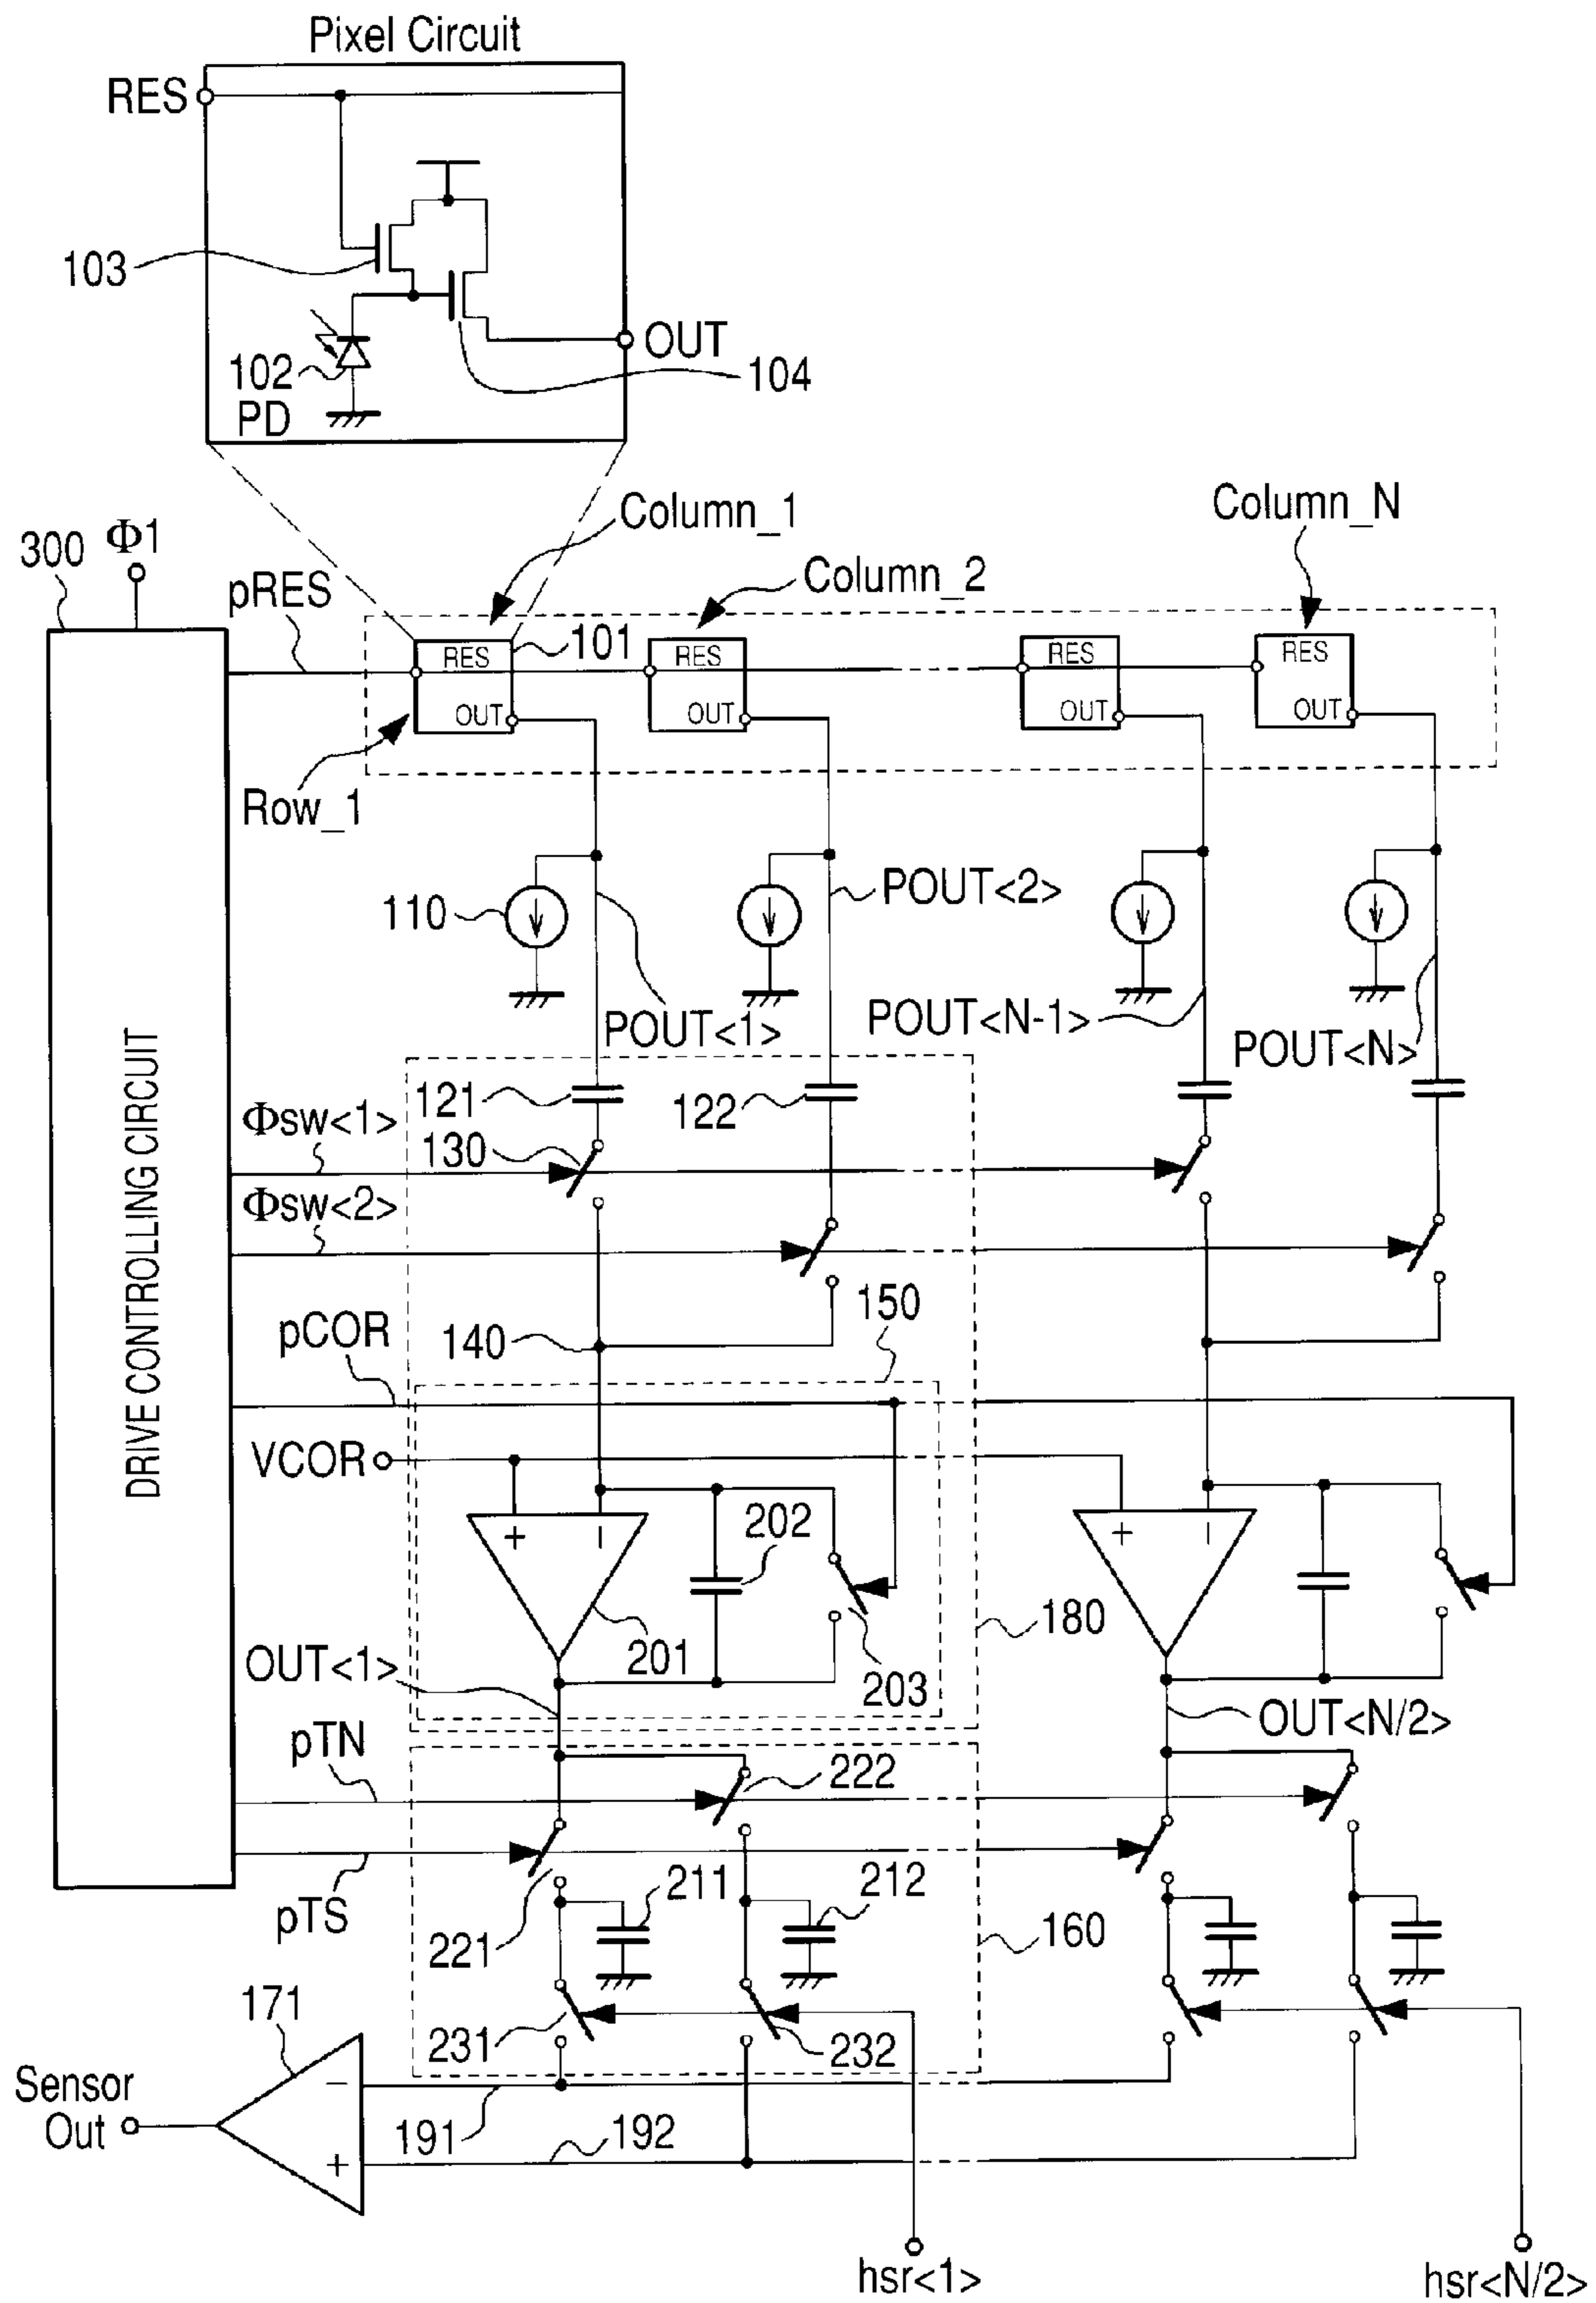 Pixel Circuit
RES
103
102
PD
OUT
104
300
Φ1
pRES
Column_1
Column_2
Column_N
101
RES
OUT
RES
OUT
RES
OUT
RES
OUT
Row_1
110
POUT<1>
POUT<2>
POUT<N-1>
POUT<N>
DRIVE CONTROLLING CIRCUIT
121
122
Φsw<1>
130
Φsw<2>
140
150
pCOR
VCOR
+
−
202
201
203
180
+
−
OUT<1>
OUT<N/2>
pTN
222
pTS
221
211
212
160
231
232
171
Sensor
Out
−
+
191
192
hsr<1>
hsr<N/2>